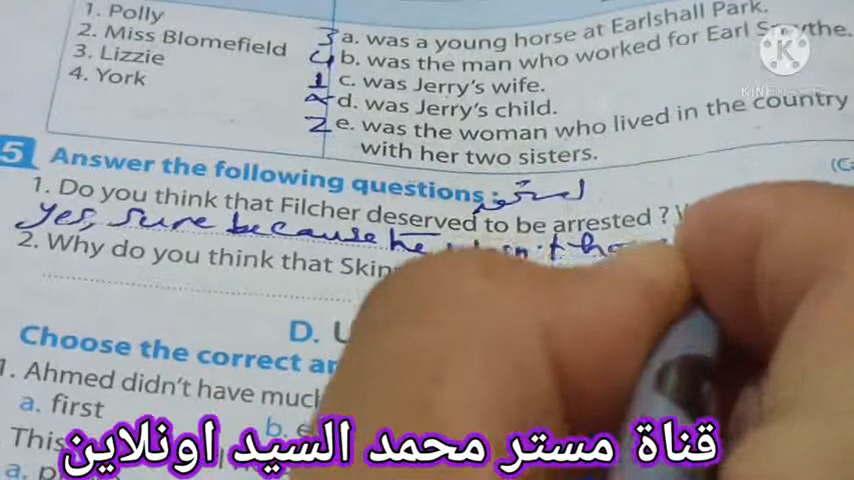 1. Polly
2. Miss Blomefield
3. Lizzie
4. York
3 a. was a young horse at Earlshall Park.
4 b. was the man who worked for Earl
1 c. was Jerry's wife.
d. was Jerry's child.
2 e. was the woman who lived in the country
with her two sisters.
5 Answer the following questions :
1. Do you think that Filcher deserved to be arrested ?
yes, sure because he
2. Why do you think that
D.
Choose the correct
1. Ahmed didn't have much
a. first
b.
This
a.
قناة مستر محمد السيد اونلاين